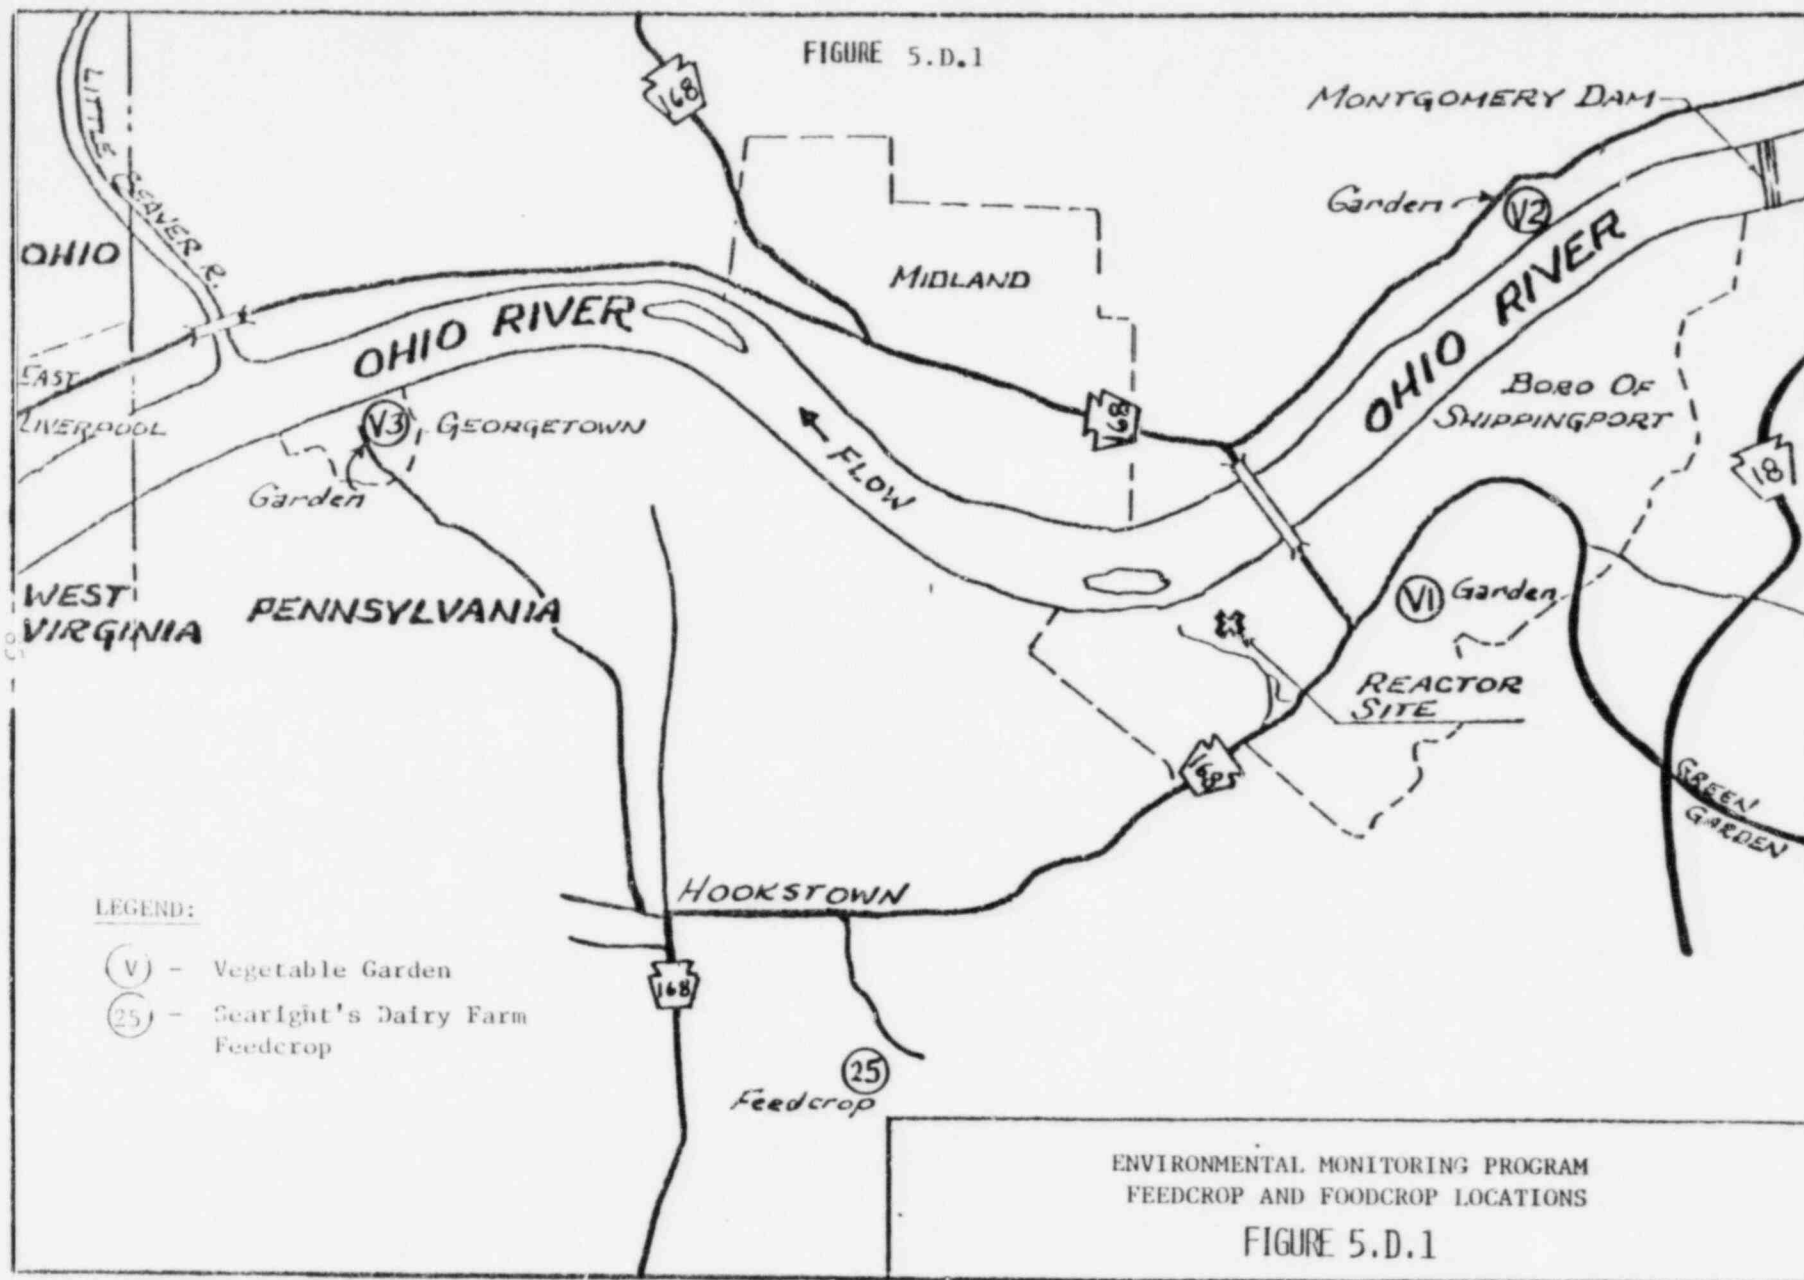 FIGURE 5.D.1
168
MONTGOMERY DAM
LITTLE BEAVER R.
Garden
V2
OHIO
MIDLAND
OHIO RIVER
OHIO RIVER
EAST
LIVERPOOL
BORO OF
SHIPPINGPORT
168
V3
GEORGETOWN
FLOW
18
Garden
WEST
VIRGINIA
PENNSYLVANIA
V1
Garden
REACTOR
SITE
168
GREEN
GARDEN
HOOKSTOWN
LEGEND:
V - Vegetable Garden
25 - Searight's Dairy Farm
Feedcrop
168
25
Feedcrop
ENVIRONMENTAL MONITORING PROGRAM
FEEDCROP AND FOODCROP LOCATIONS
FIGURE 5.D.1